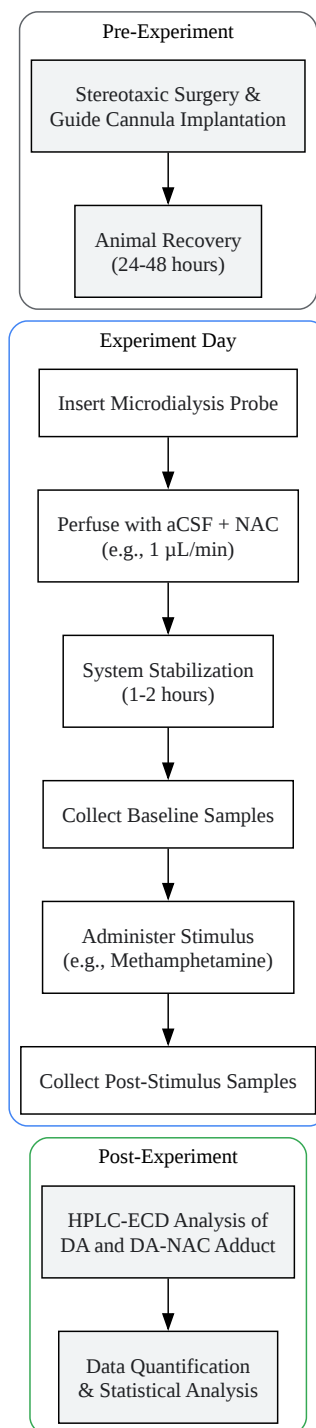 Pre-Experiment
Stereotaxic Surgery &
Guide Cannula Implantation
Animal Recovery
(24-48 hours)
Experiment Day
Insert Microdialysis Probe
Perfuse with aCSF + NAC
(e.g., 1 µL/min)
System Stabilization
(1-2 hours)
Collect Baseline Samples
Administer Stimulus
(e.g., Methamphetamine)
Collect Post-Stimulus Samples
Post-Experiment
HPLC-ECD Analysis of
DA and DA-NAC Adduct
Data Quantification
& Statistical Analysis